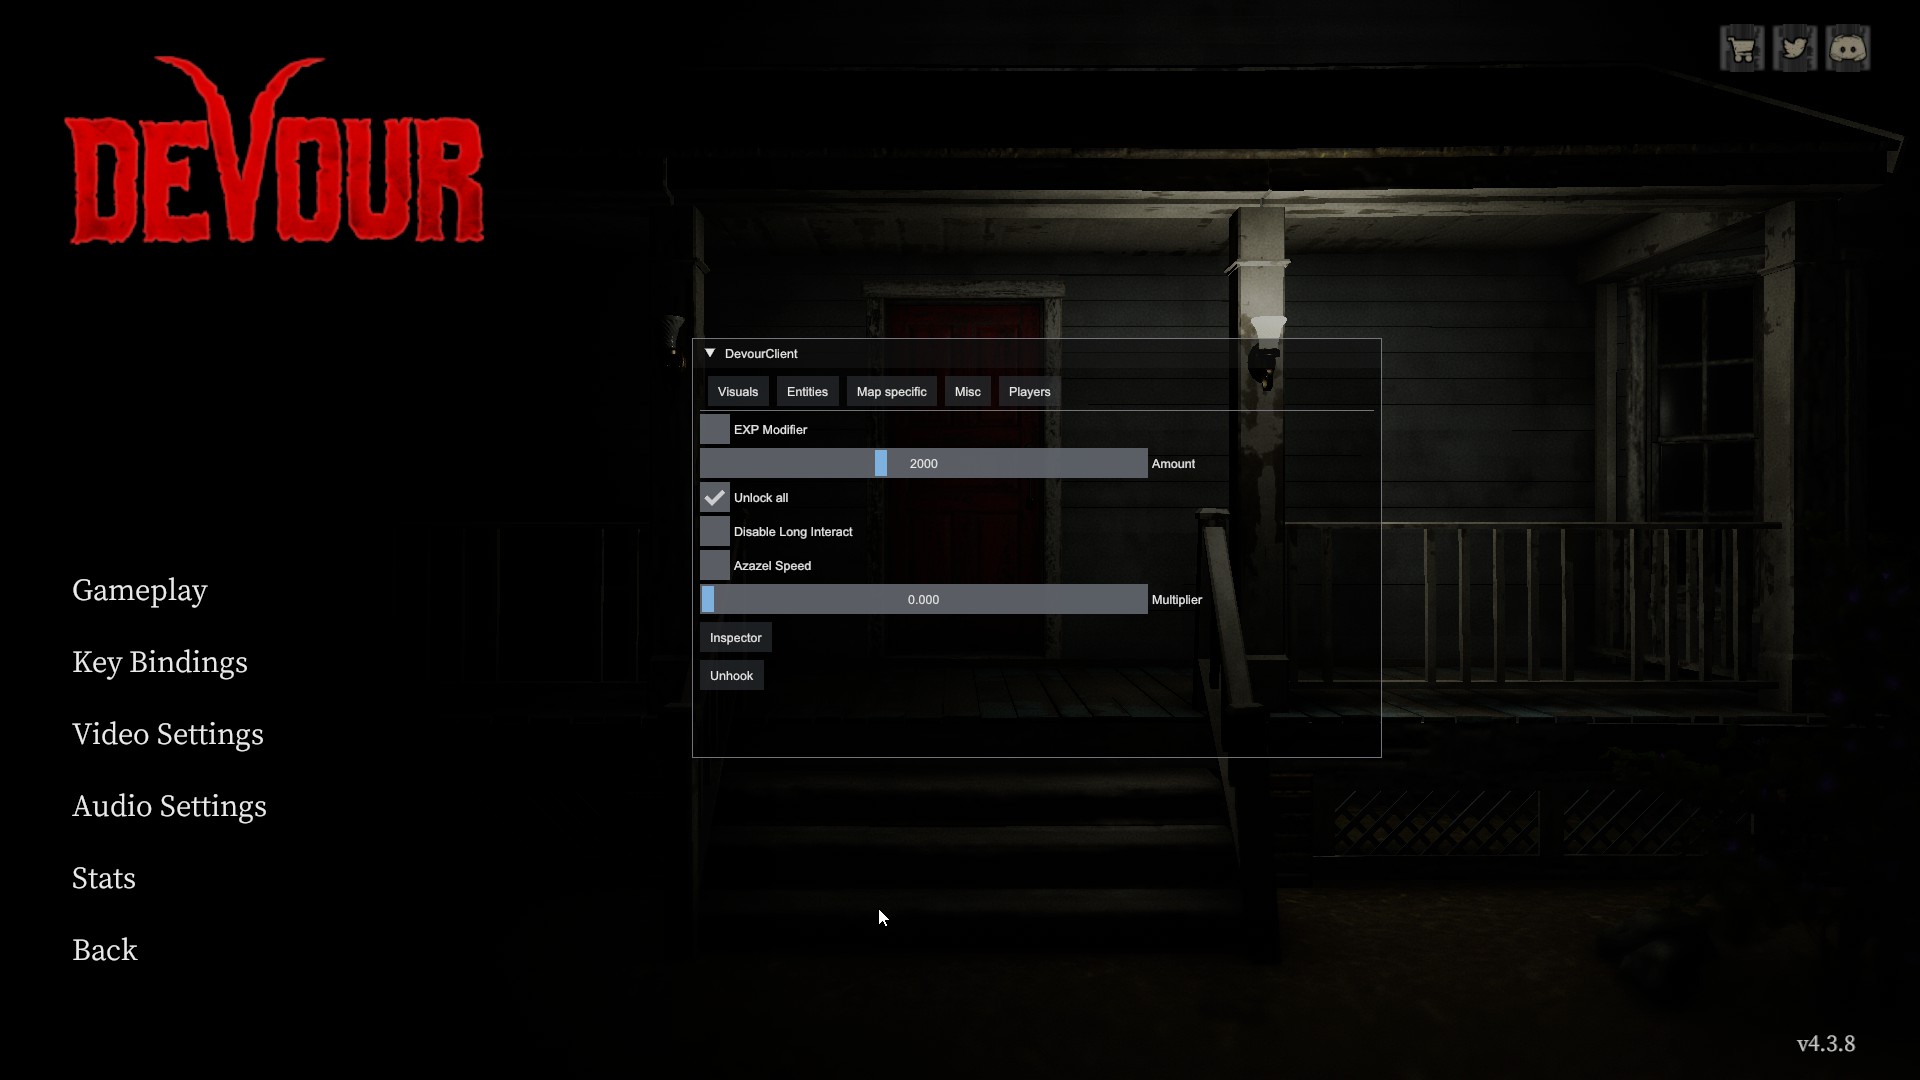 DEVOUR
DevourClient
Visuals Entities Map specific Misc Players
EXP Modifier
2000 Amount
Unlock all
Disable Long Interact
Azazel Speed
0.000 Multiplier
Inspector
Unhook
Gameplay
Key Bindings
Video Settings
Audio Settings
Stats
Back
v4.3.8